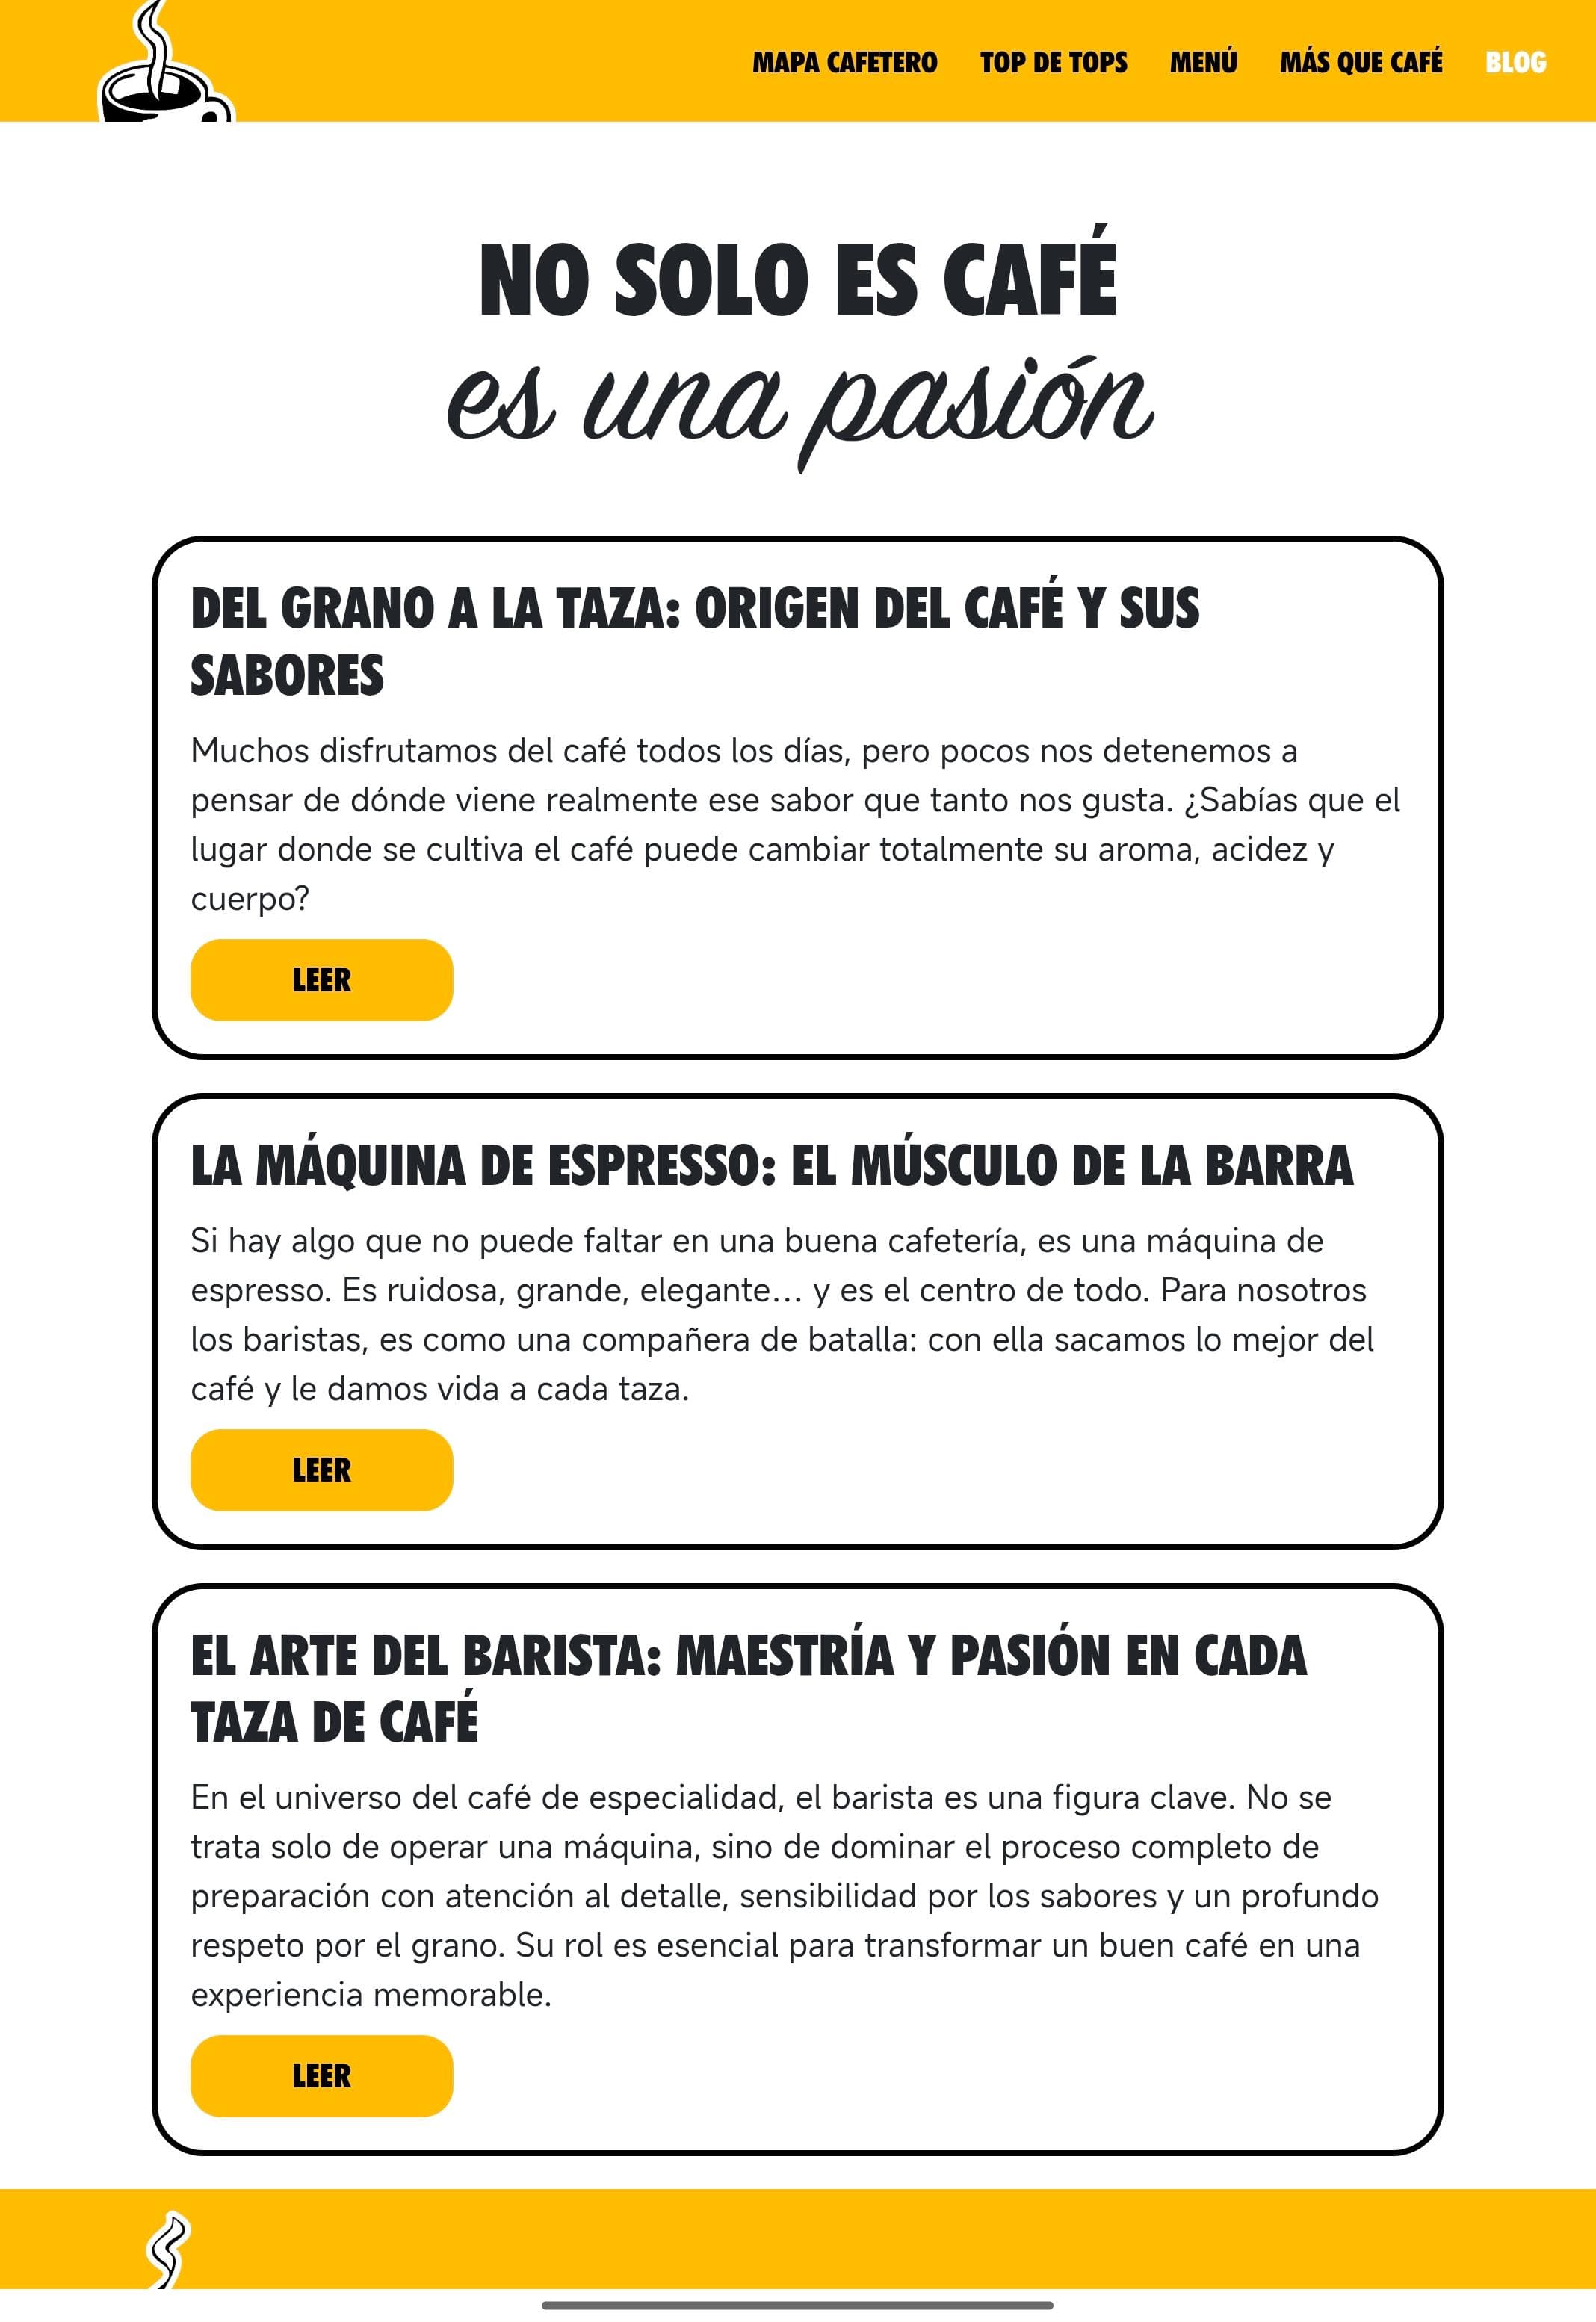 MAPA CAFETERO TOP DE TOPS MENÚ MÁS QUE CAFÉ BLOG
NO SOLO ES CAFÉ
es una pasión
DEL GRANO A LA TAZA: ORIGEN DEL CAFÉ Y SUS
SABORES
Muchos disfrutamos del café todos los días, pero pocos nos detenemos a
pensar de dónde viene realmente ese sabor que tanto nos gusta. ¿Sabías que el
lugar donde se cultiva el café puede cambiar totalmente su aroma, acidez y
cuerpo?
LEER
LA MÁQUINA DE ESPRESSO: EL MÚSCULO DE LA BARRA
Si hay algo que no puede faltar en una buena cafetería, es una máquina de
espresso. Es ruidosa, grande, elegante… y es el centro de todo. Para nosotros
los baristas, es como una compañera de batalla: con ella sacamos lo mejor del
café y le damos vida a cada taza.
LEER
EL ARTE DEL BARISTA: MAESTRÍA Y PASIÓN EN CADA
TAZA DE CAFÉ
En el universo del café de especialidad, el barista es una figura clave. No se
trata solo de operar una máquina, sino de dominar el proceso completo de
preparación con atención al detalle, sensibilidad por los sabores y un profundo
respeto por el grano. Su rol es esencial para transformar un buen café en una
experiencia memorable.
LEER